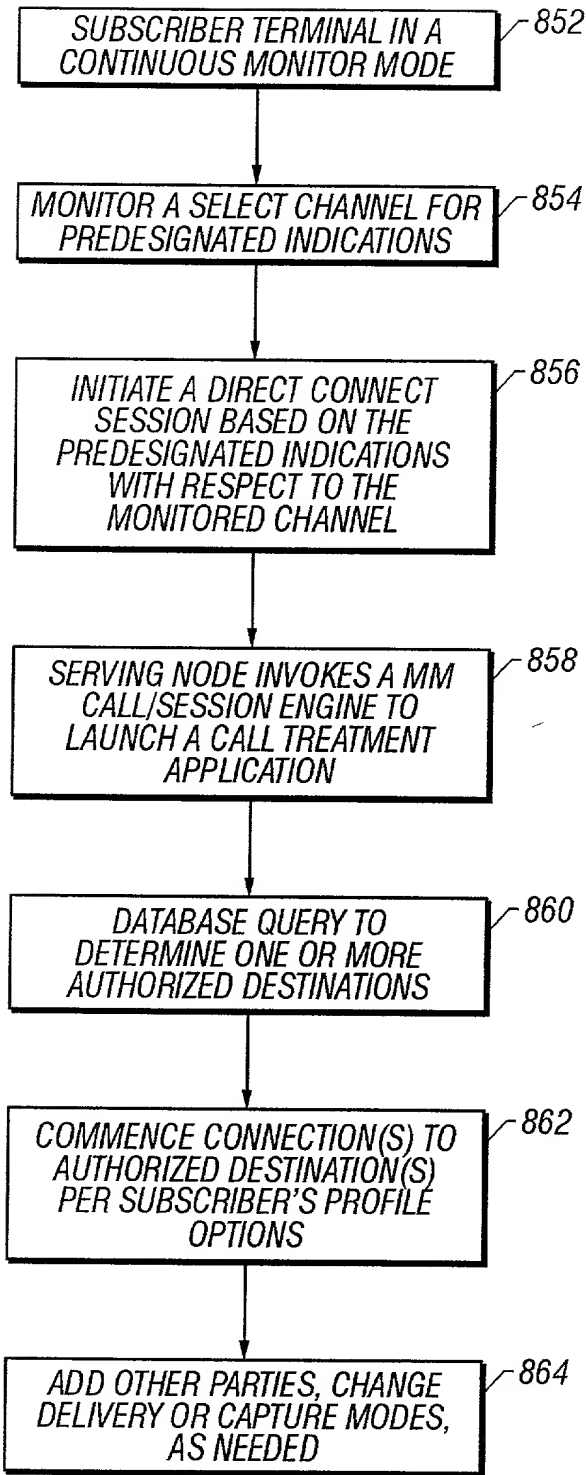 SUBSCRIBER TERMINAL IN A
CONTINUOUS MONITOR MODE
852
MONITOR A SELECT CHANNEL FOR
PREDESIGNATED INDICATIONS
854
INITIATE A DIRECT CONNECT
SESSION BASED ON THE
PREDESIGNATED INDICATIONS
WITH RESPECT TO THE
MONITORED CHANNEL
856
SERVING NODE INVOKES A MM
CALL/SESSION ENGINE TO
LAUNCH A CALL TREATMENT
APPLICATION
858
DATABASE QUERY TO
DETERMINE ONE OR MORE
AUTHORIZED DESTINATIONS
860
COMMENCE CONNECTION(S) TO
AUTHORIZED DESTINATION(S)
PER SUBSCRIBER'S PROFILE
OPTIONS
862
ADD OTHER PARTIES, CHANGE
DELIVERY OR CAPTURE MODES,
AS NEEDED
864